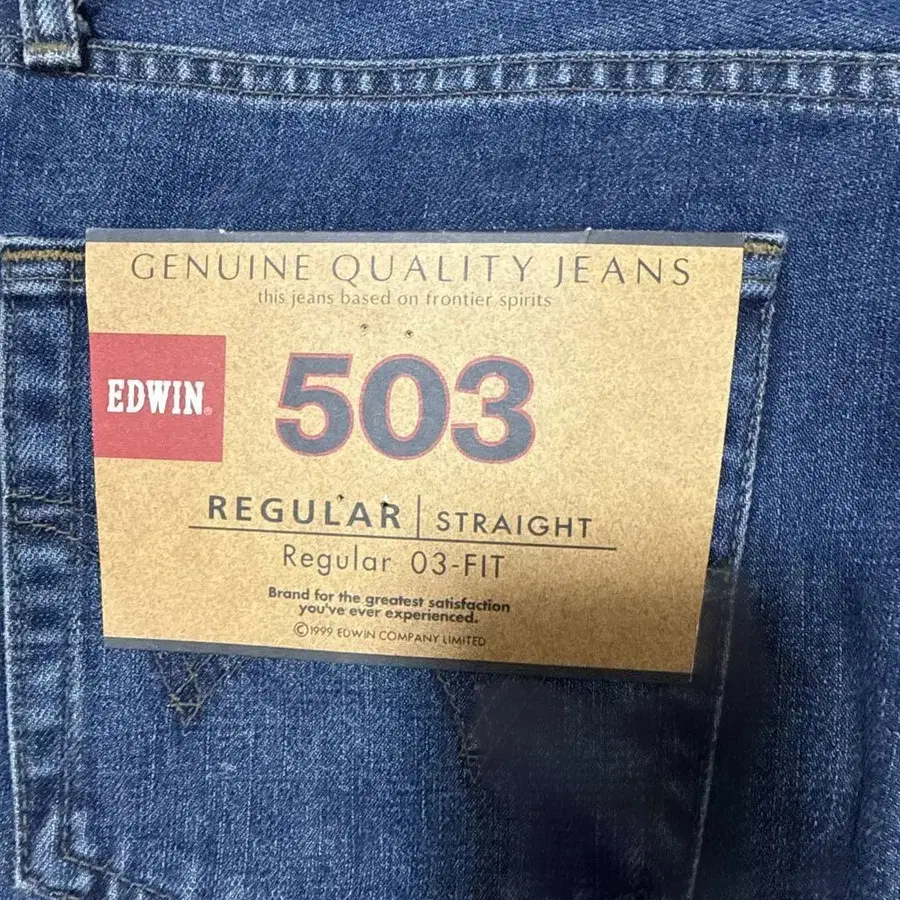 GENUINE QUALITY JEANS
this jeans based on frontier spirits
EDWIN®
503
REGULAR | STRAIGHT
Regular 03-FIT
Brand for the greatest satisfaction
you've ever experienced.
©1999 EDWIN COMPANY LIMITED